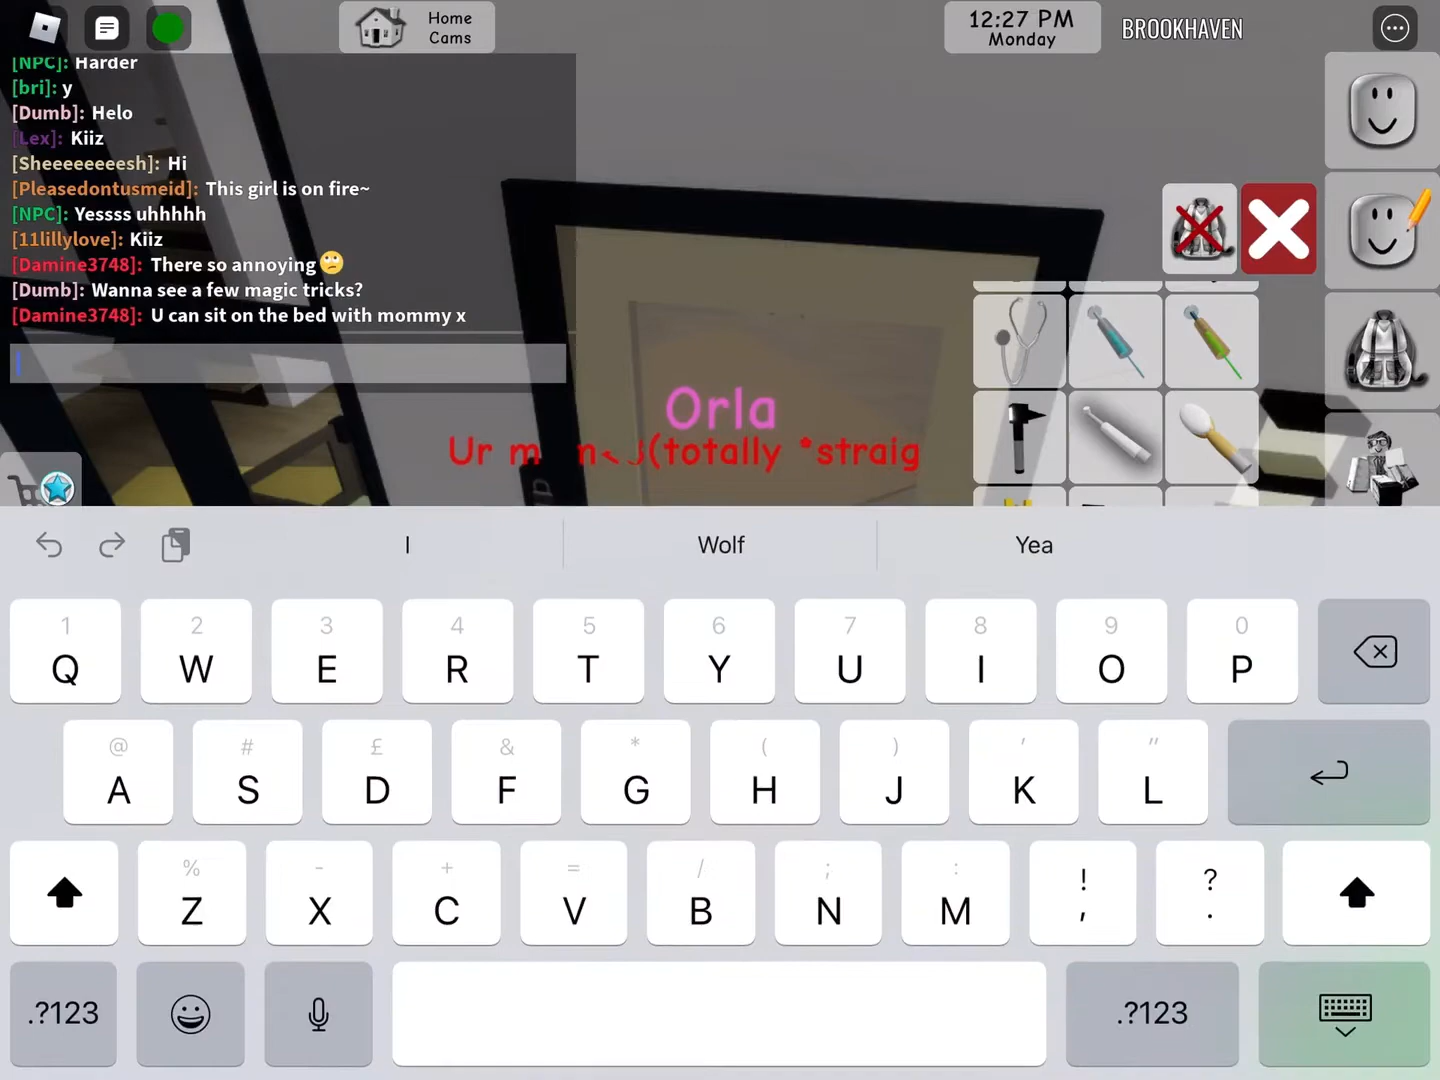 Home
Cams
12:27 PM
Monday
BROOKHAVEN
[NPC]: Harder
[bri]: y
[Dumb]: Helo
[Lex]: Kiiz
[Sheeeeeeeesh]: Hi
[Pleasedontusmeid]: This girl is on fire~
[NPC]: Yessss uhhhhh
[11lillylove]: Kiiz
[Damine3748]: There so annoying🙄
[Dumb]: Wanna see a few magic tricks?
[Damine3748]: U can sit on the bed with mommy x
Orla
Ur (totally *straig
I Wolf Yea
1 2 3 4 5 6 7 8 9 0
Q W E R T Y U I O P
@ # £ & * ( ) ' "
A S D F G H J K L
% - + = / ; : ! ?
Z X C V B N M , .
.?123 .?123